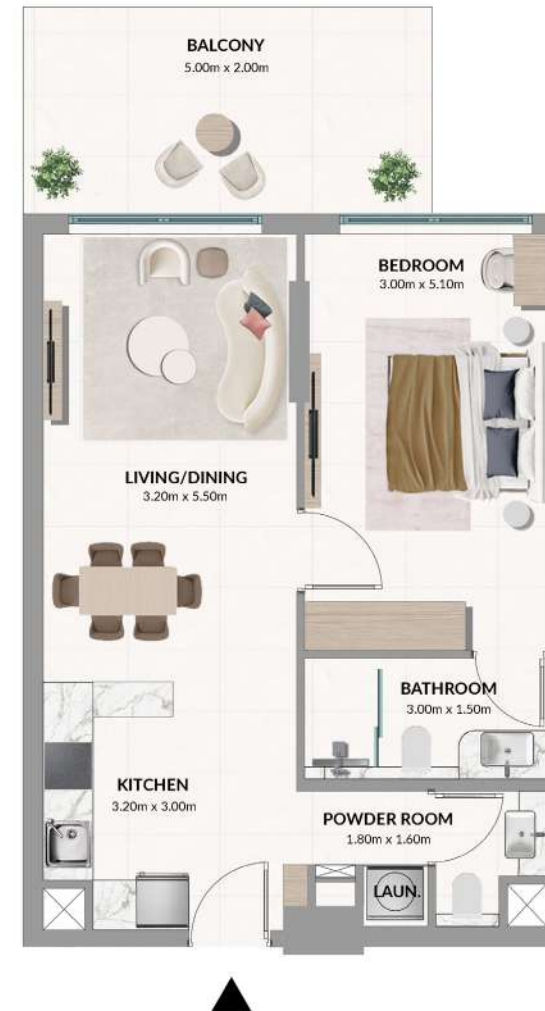 BALCONY
5.00m x 2.00m
BEDROOM
3.00m x 5.10m
LIVING/DINING
3.20m x 5.50m
BATHROOM
3.00m x 1.50m
KITCHEN
3.20m x 3.00m
POWDER ROOM
1.80m x 1.60m
LAUN.